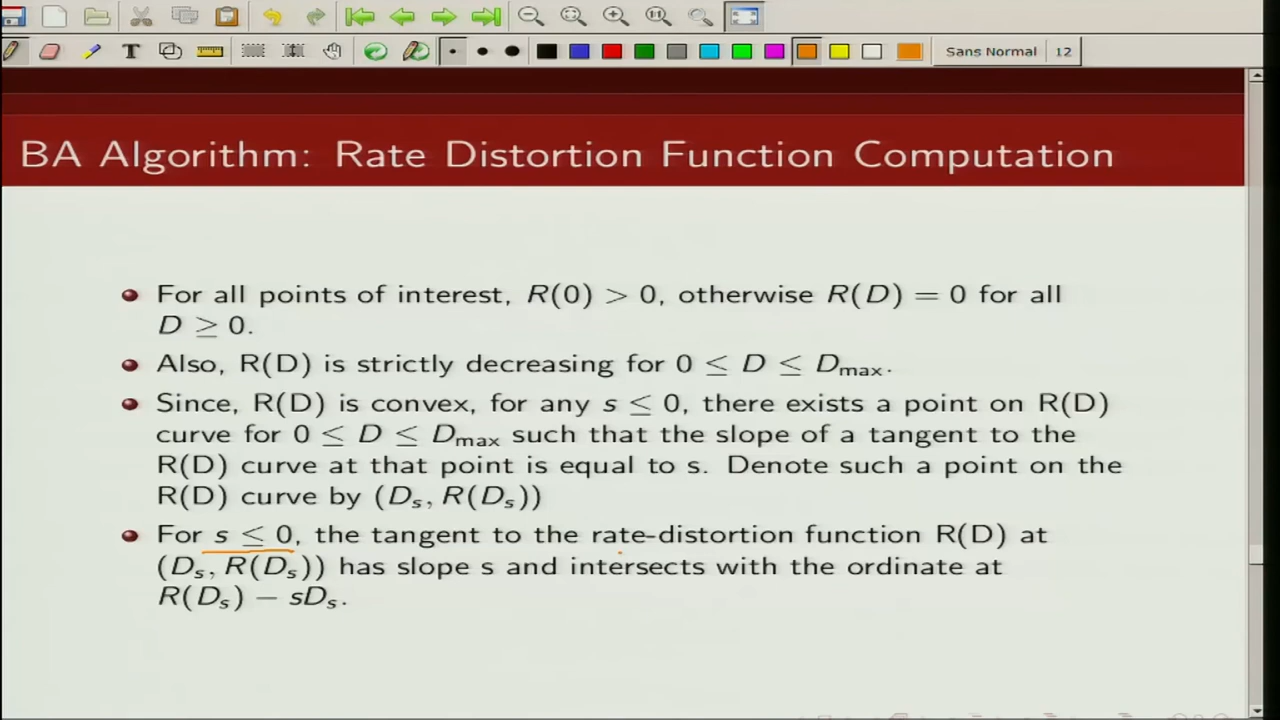 Sans Normal 12
BA Algorithm: Rate Distortion Function Computation
For all points of interest, R(0) > 0, otherwise R(D) = 0 for all
D ≥ 0.
Also, R(D) is strictly decreasing for 0 ≤ D ≤ Dmax.
Since, R(D) is convex, for any s ≤ 0, there exists a point on R(D)
curve for 0 ≤ D ≤ Dmax such that the slope of a tangent to the
R(D) curve at that point is equal to s. Denote such a point on the
R(D) curve by (Ds, R(Ds))
For s ≤ 0, the tangent to the rate-distortion function R(D) at
(Ds, R(Ds)) has slope s and intersects with the ordinate at
R(Ds) − sDs.